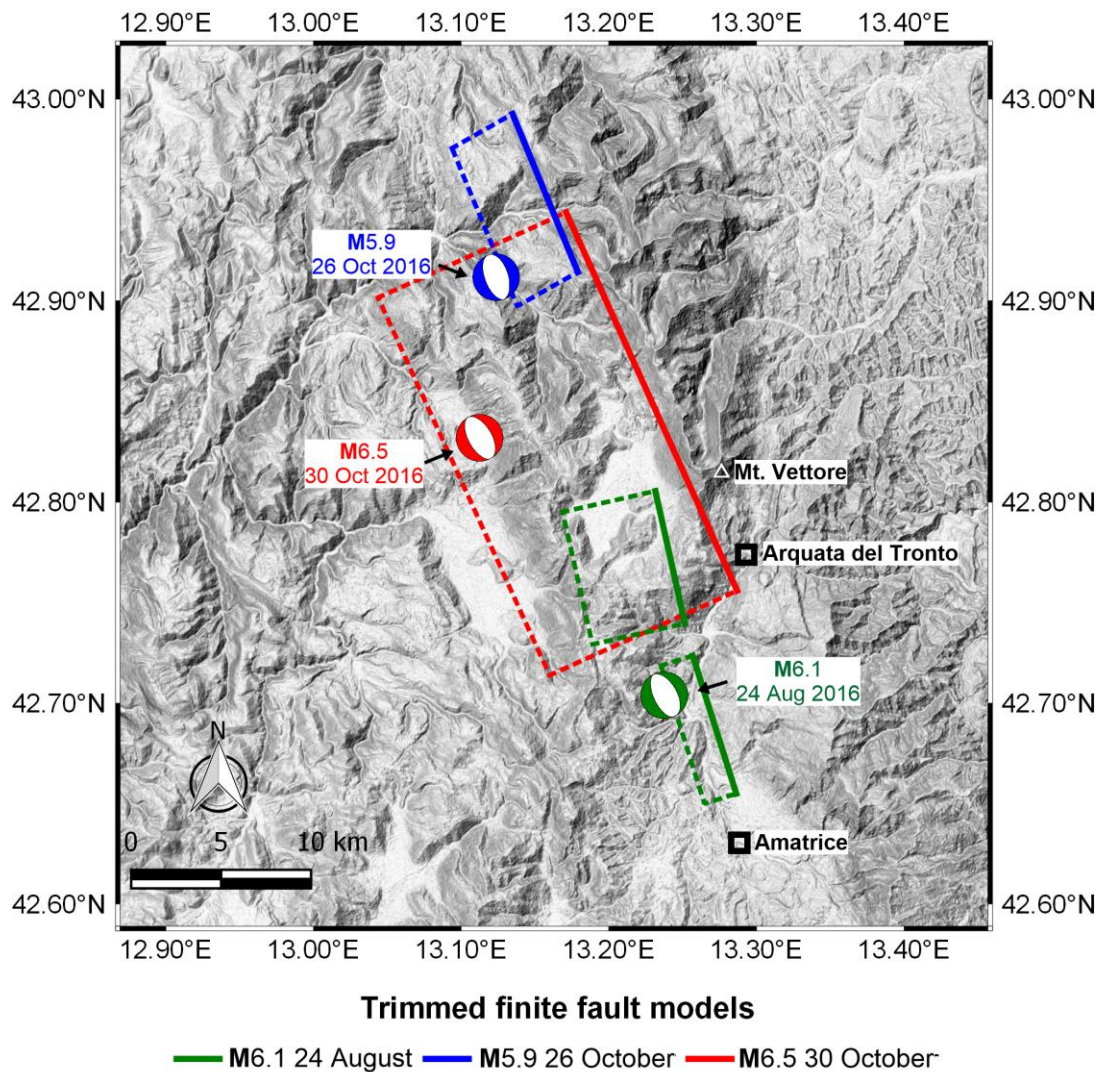 12.90°E 13.00°E 13.10°E 13.20°E 13.30°E 13.40°E
43.00°N 43.00°N
M5.9
26 Oct 2016
42.90°N 42.90°N
M6.5
30 Oct 2016
Mt. Vettore
42.80°N 42.80°N
Arquata del Tronto
M6.1
24 Aug 2016
42.70°N 42.70°N
N
0 5 10 km
Amatrice
42.60°N 42.60°N
12.90°E 13.00°E 13.10°E 13.20°E 13.30°E 13.40°E
Trimmed finite fault models
M6.1 24 August M5.9 26 October M6.5 30 October